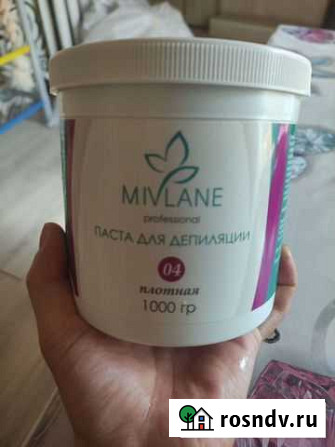 MIVLANE
professional
ПАСТА ДЛЯ ДЕПИЛЯЦИИ
04
плотная
1000 гр
rosndv.ru